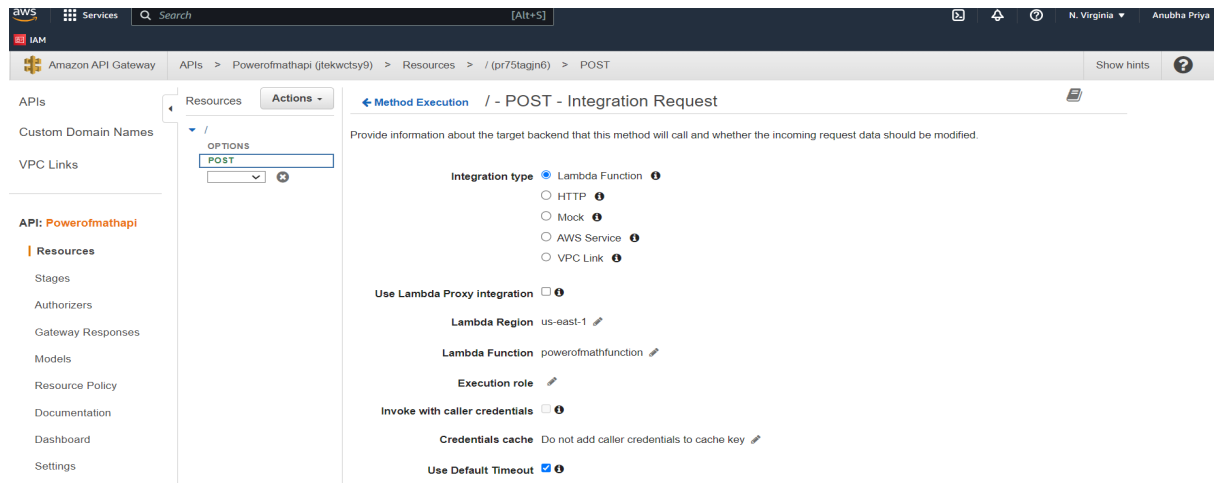 aws Services Search [Alt+S] N. Virginia ▼ Anubha Priya
IAM
Amazon API Gateway APIs > Powerofmathapi (jtekwctsy9) > Resources > / (pr75tagjn6) > POST Show hints
APIs
Custom Domain Names
VPC Links
API: Powerofmathapi
Resources
Stages
Authorizers
Gateway Responses
Models
Resource Policy
Documentation
Dashboard
Settings
Resources Actions
/
OPTIONS
POST
Method Execution / - POST - Integration Request
Provide information about the target backend that this method will call and whether the incoming request data should be modified.
Integration type Lambda Function
HTTP
Mock
AWS Service
VPC Link
Use Lambda Proxy integration
Lambda Region us-east-1
Lambda Function powerofmathfunction
Execution role
Invoke with caller credentials
Credentials cache Do not add caller credentials to cache key
Use Default Timeout